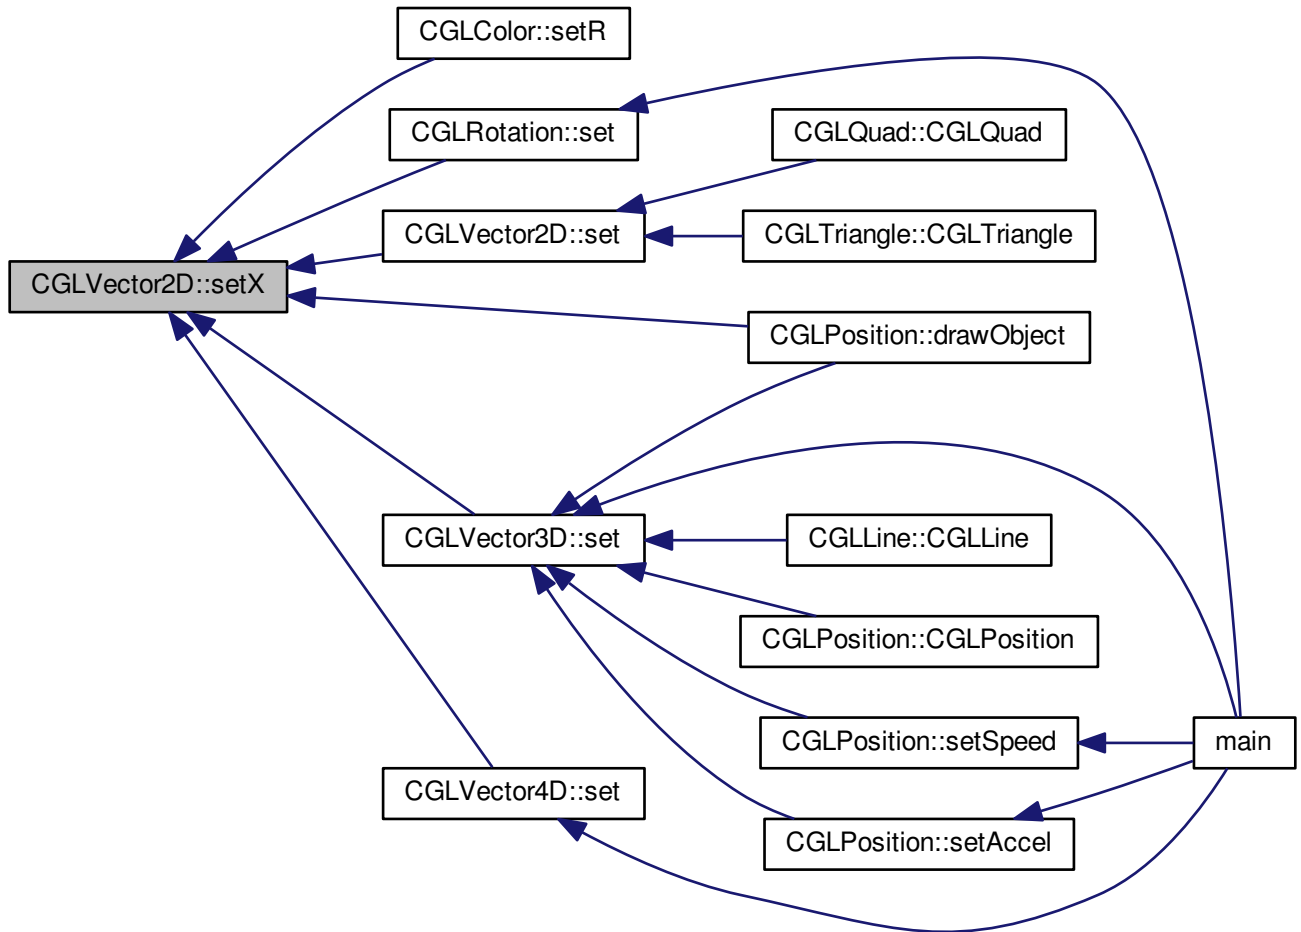 CGLColor::setR
CGLRotation::set
CGLQuad::CGLQuad
CGLVector2D::set
CGLTriangle::CGLTriangle
CGLVector2D::setX
CGLPosition::drawObject
CGLVector3D::set
CGLLine::CGLLine
CGLPosition::CGLPosition
CGLPosition::setSpeed
main
CGLVector4D::set
CGLPosition::setAccel